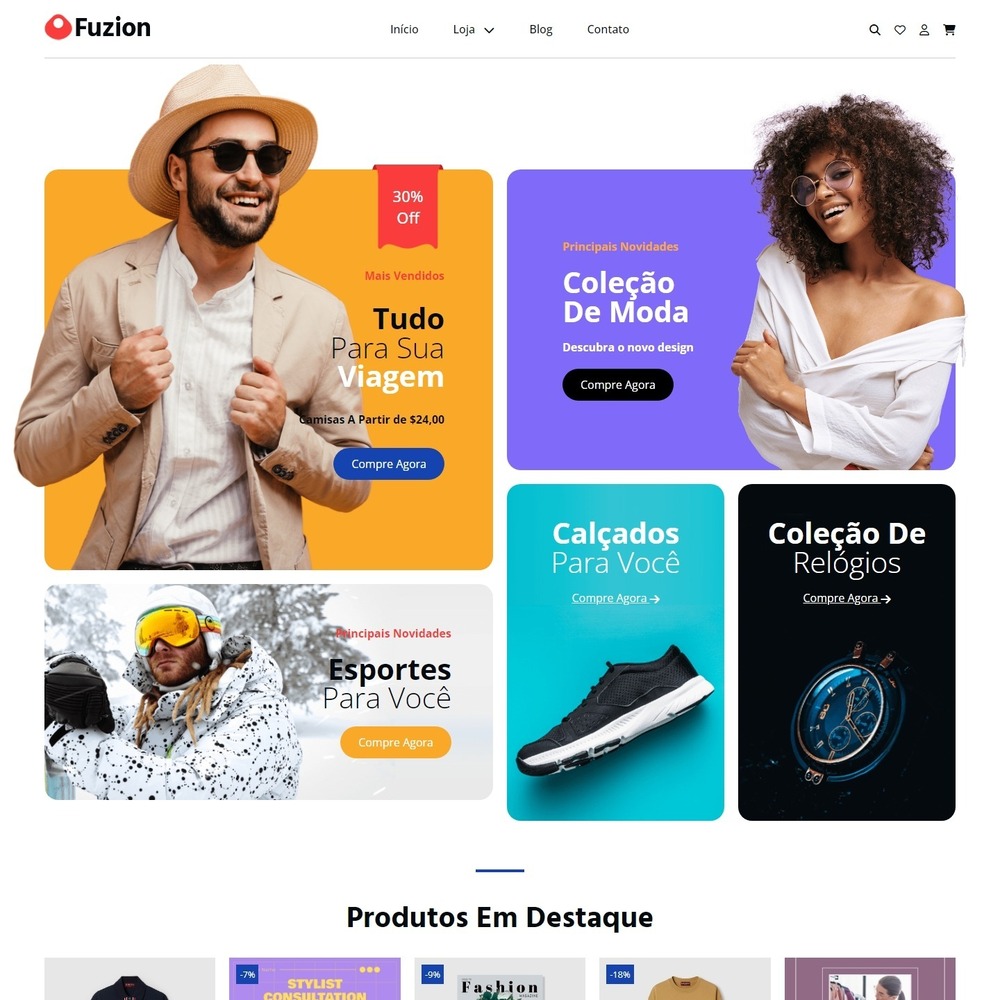 Fuzion
Início
Loja
Blog
Contato
30%
Off
Mais Vendidos
Tudo
Para Sua
Viagem
Camisas A Partir de $24,00
Compre Agora
Principais Novidades
Coleção
De Moda
Descubra o novo design
Compre Agora
Principais Novidades
Esportes
Para Você
Compre Agora
Calçados
Para Você
Compre Agora
Coleção De
Relógios
Compre Agora
Produtos Em Destaque
-7%
STYLIST
CONSULTATION
-9%
Fashion
MAGAZINE
-18%